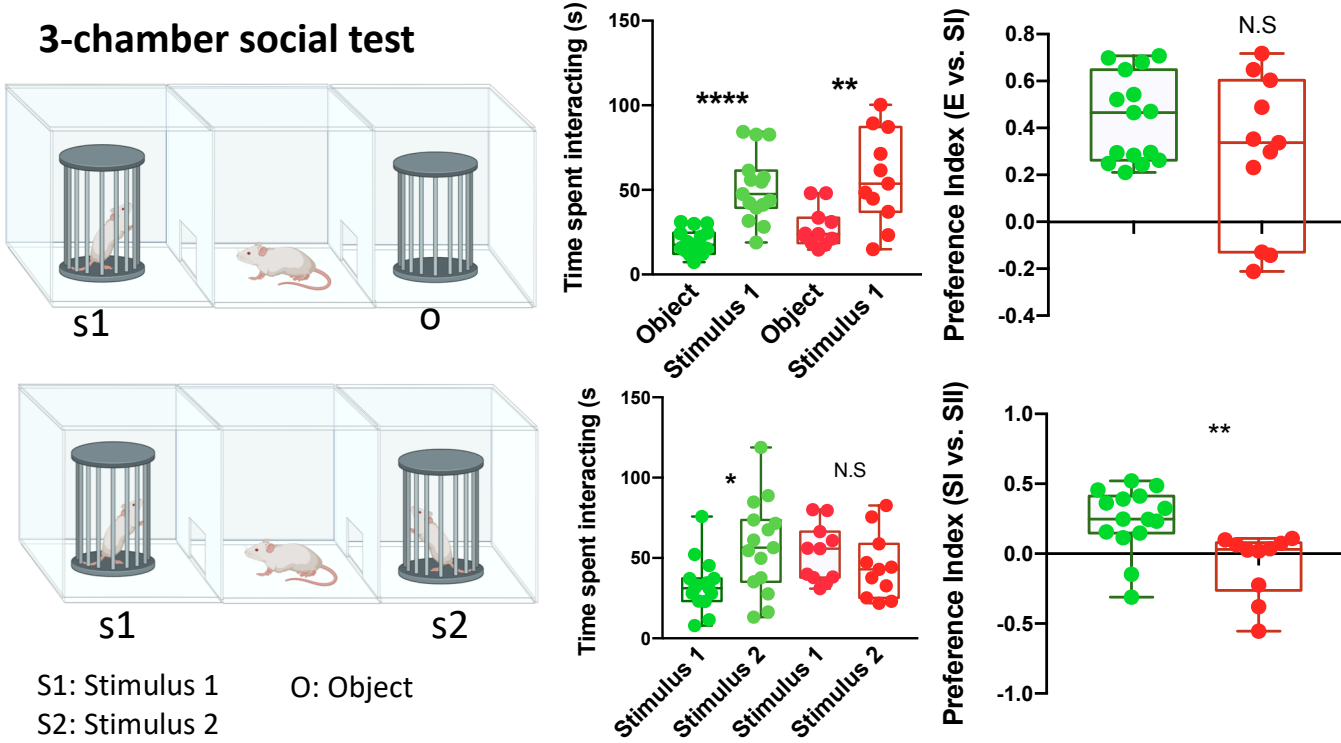 3-chamber social test
s1
o
s1
s2
S1: Stimulus 1
O: Object
S2: Stimulus 2
Time spent interacting (s)
150
100
50
0
****
**
Object
Stimulus 1
Object
Stimulus 1
Preference Index (E vs. SI)
N.S
0.8
0.6
0.4
0.2
0.0
-0.2
-0.4
Time spent interacting (s
150
100
50
0
*
N.S
Stimulus 1
Stimulus 2
Stimulus 1
Stimulus 2
Preference Index (SI vs. SII)
**
1.0
0.5
0.0
-0.5
-1.0